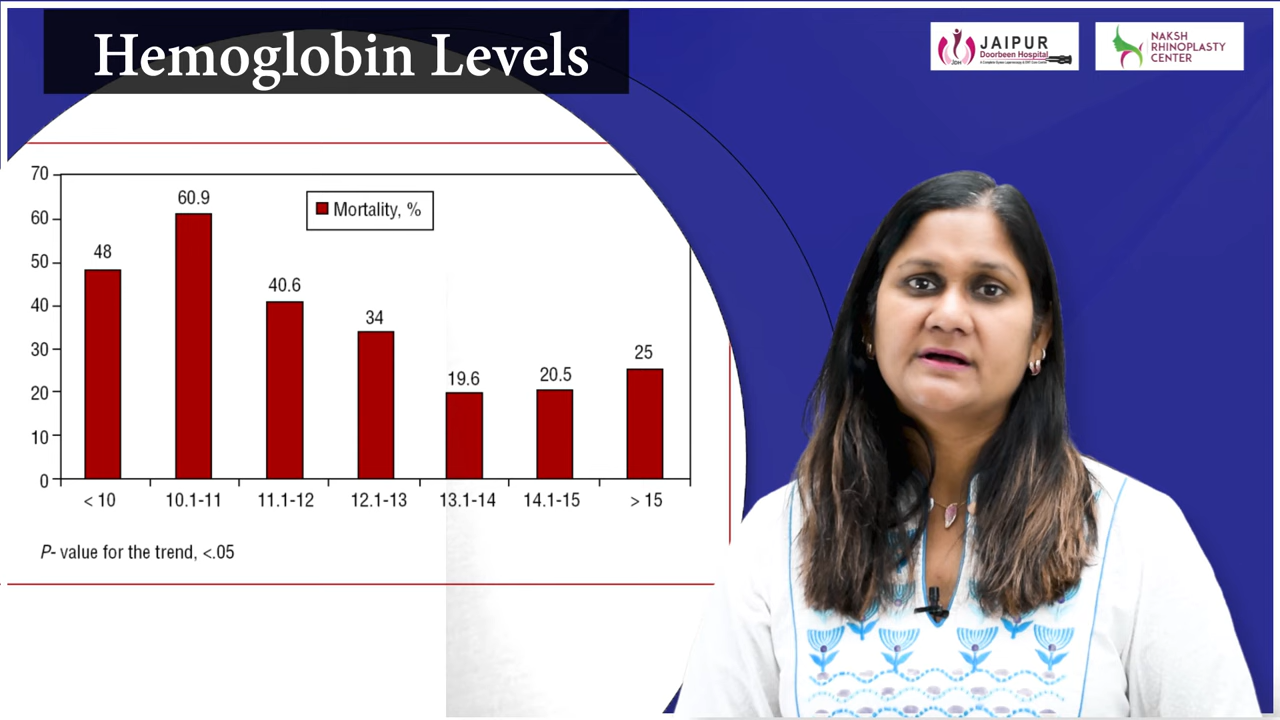 Hemoglobin Levels
JAIPUR
Doorbeen Hospital
JDH
NAKSH
RHINOPLASTY
CENTER
70
60
50
40
30
20
10
0
Mortality, %
48
60.9
40.6
34
19.6
20.5
25
< 10
10.1-11
11.1-12
12.1-13
13.1-14
14.1-15
> 15
P- value for the trend, <.05